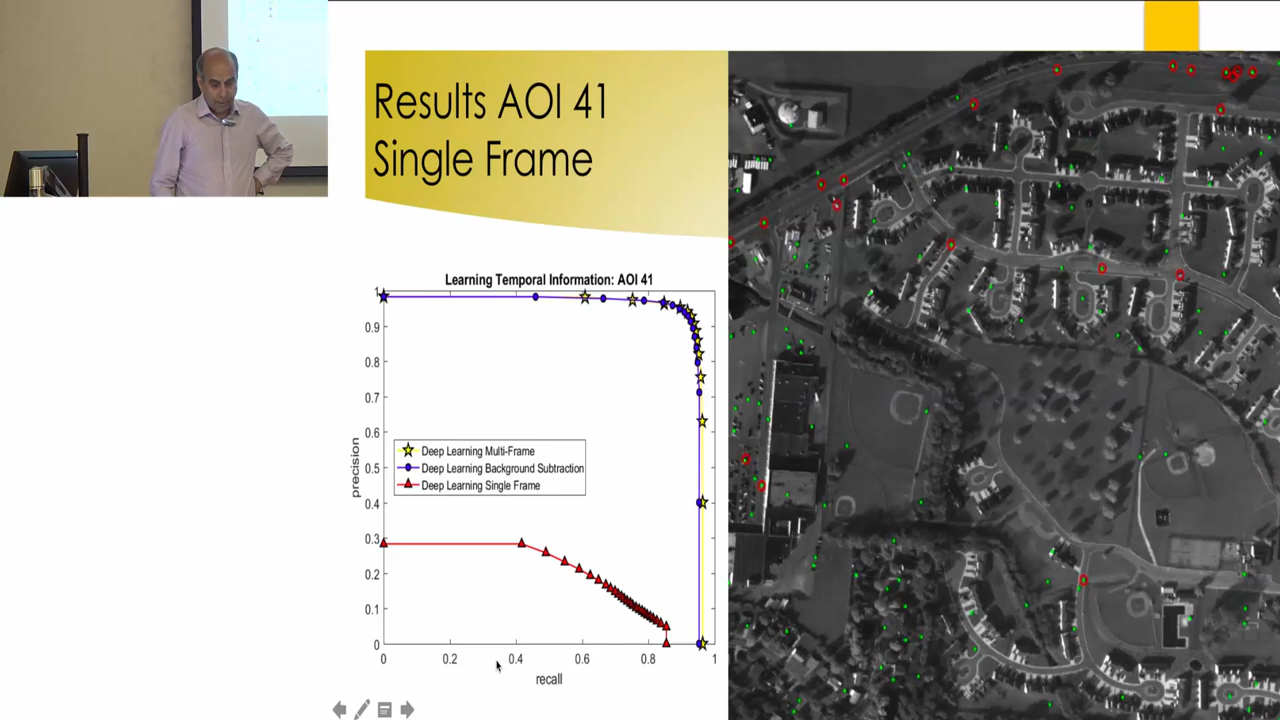 Results AOI 41
Single Frame
Learning Temporal Information: AOI 41
1
0.9
0.8
0.7
0.6
0.5
0.4
0.3
0.2
0.1
0
precision
Deep Learning Multi-Frame
Deep Learning Background Subtraction
Deep Learning Single Frame
0
0.2
0.4
0.6
0.8
1
recall